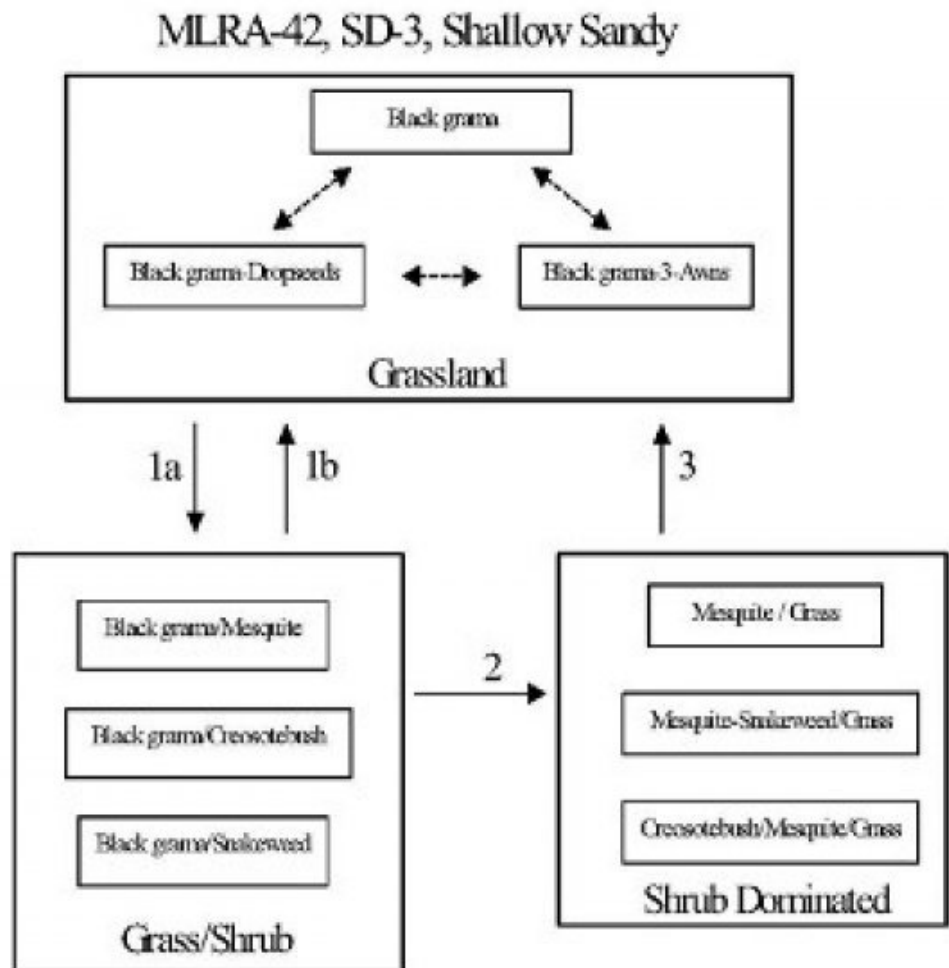 MLRA-42, SD-3, Shallow Sandy
Black grama
Black grama-Dropseeds
Black grama-3-Awns
Grassland
1a
1b
3
Black grama/Mesquite
Black grama/Creosotebush
Black grama/Snakeweed
Grass/Shrub
2
Mesquite / Grass
Mesquite-Snakeweed/Grass
Creosotebush/Mesquite/Grass
Shrub Dominated